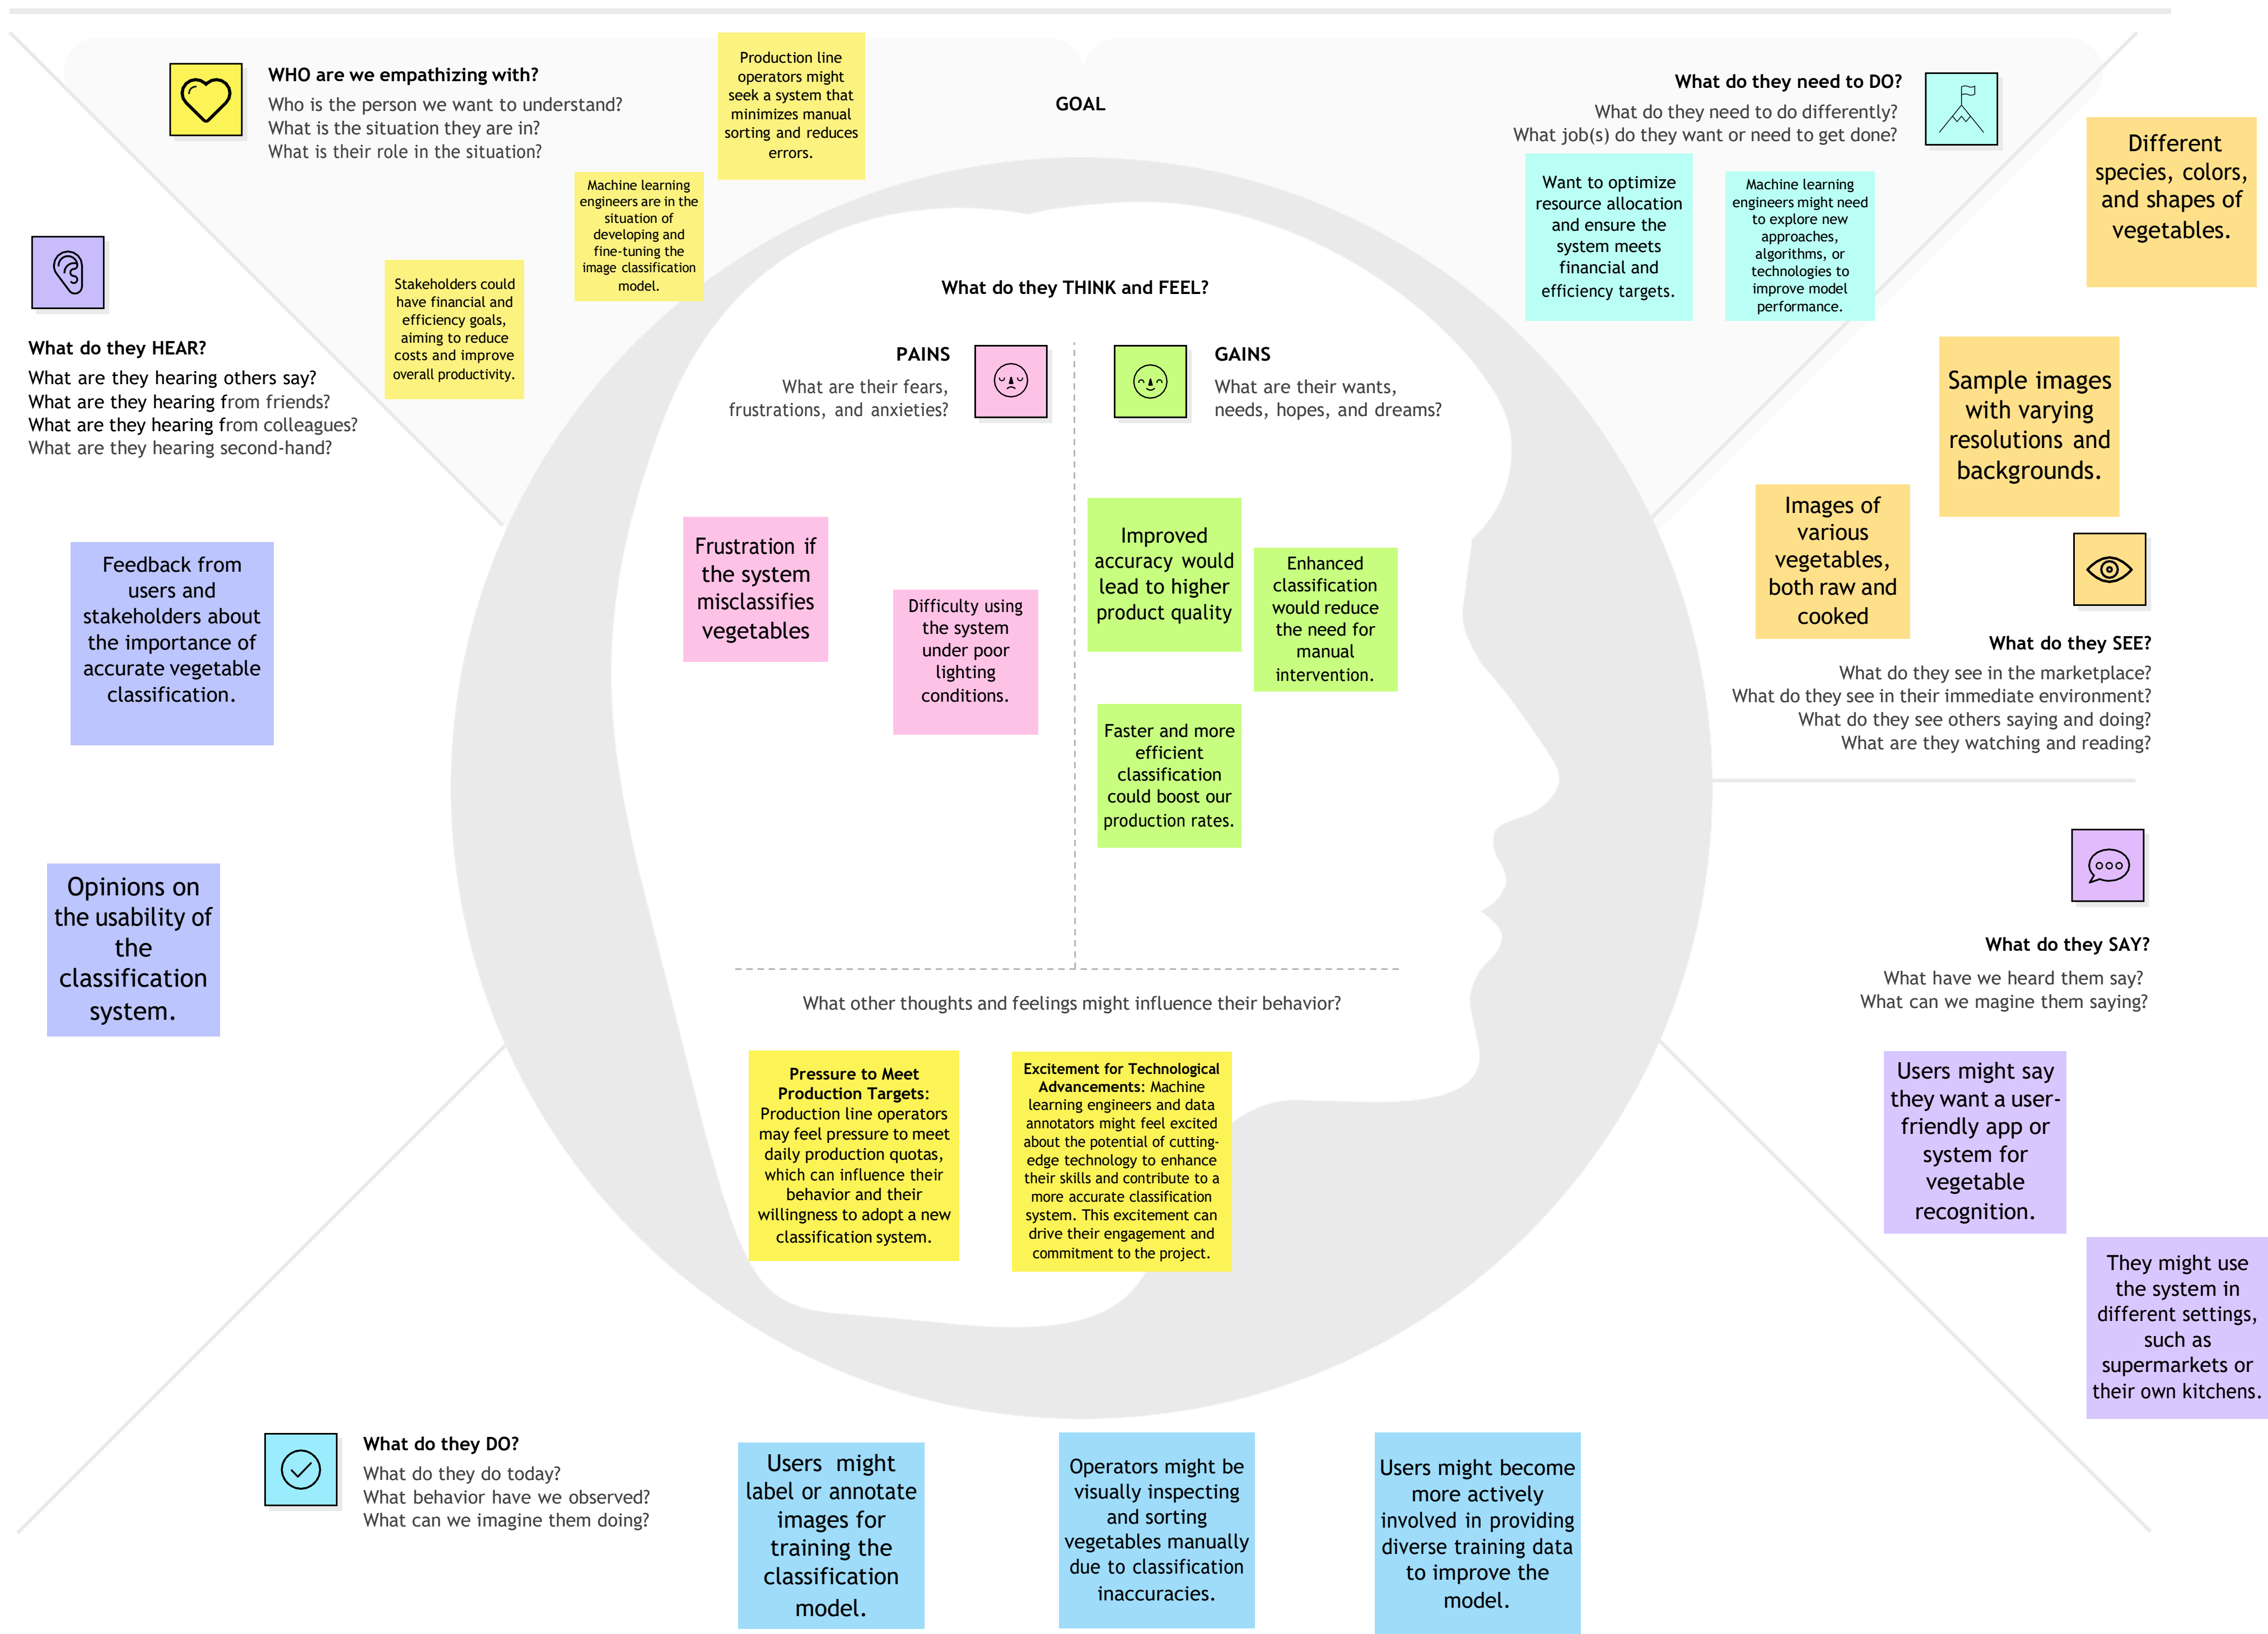 WHO are we empathizing with?
Who is the person we want to understand?
What is the situation they are in?
What is their role in the situation?
Production line
operators might
seek a system that
minimizes manual
sorting and reduces
errors.
Machine learning
engineers are in the
situation of
developing and
fine-tuning the
image classification
model.
Stakeholders could
have financial and
efficiency goals,
aiming to reduce
costs and improve
overall productivity.
GOAL
What do they need to DO?
What do they need to do differently?
What job(s) do they want or need to get done?
Want to optimize
resource allocation
and ensure the
system meets
financial and
efficiency targets.
Machine learning
engineers might need
to explore new
approaches,
algorithms, or
technologies to
improve model
performance.
Different
species, colors,
and shapes of
vegetables.
Sample images
with varying
resolutions and
backgrounds.
Images of
various
vegetables,
both raw and
cooked
What do they SEE?
What do they see in the marketplace?
What do they see in their immediate environment?
What do they see others saying and doing?
What are they watching and reading?
What do they HEAR?
What are they hearing others say?
What are they hearing from friends?
What are they hearing from colleagues?
What are they hearing second-hand?
Feedback from
users and
stakeholders about
the importance of
accurate vegetable
classification.
Opinions on
the usability of
the
classification
system.
What do they THINK and FEEL?
PAINS
What are their fears,
frustrations, and anxieties?
Frustration if
the system
misclassifies
vegetables
Difficulty using
the system
under poor
lighting
conditions.
GAINS
What are their wants,
needs, hopes, and dreams?
Improved
accuracy would
lead to higher
product quality
Enhanced
classification
would reduce
the need for
manual
intervention.
Faster and more
efficient
classification
could boost our
production rates.
What other thoughts and feelings might influence their behavior?
Pressure to Meet
Production Targets:
Production line operators
may feel pressure to meet
daily production quotas,
which can influence their
behavior and their
willingness to adopt a new
classification system.
Excitement for Technological
Advancements: Machine
learning engineers and data
annotators might feel excited
about the potential of cutting-
edge technology to enhance
their skills and contribute to a
more accurate classification
system. This excitement can
drive their engagement and
commitment to the project.
What do they SAY?
What have we heard them say?
What can we magine them saying?
Users might say
they want a user-
friendly app or
system for
vegetable
recognition.
They might use
the system in
different settings,
such as
supermarkets or
their own kitchens.
What do they DO?
What do they do today?
What behavior have we observed?
What can we imagine them doing?
Users might
label or annotate
images for
training the
classification
model.
Operators might be
visually inspecting
and sorting
vegetables manually
due to classification
inaccuracies.
Users might become
more actively
involved in providing
diverse training data
to improve the
model.